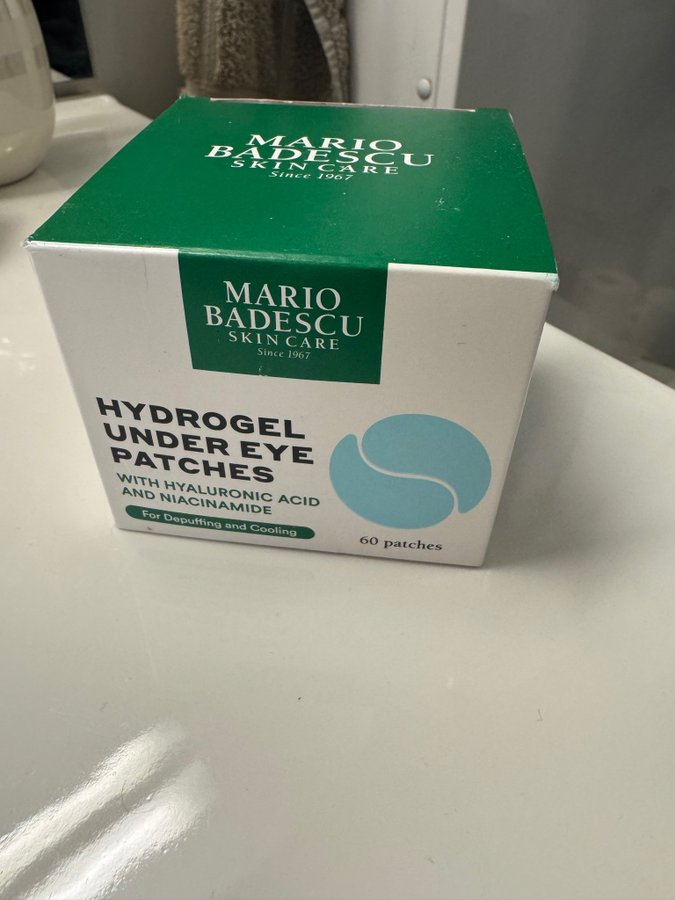 MARIO
BADESCU
SKIN CARE
Since 1967
MARIO
BADESCU
SKIN CARE
Since 1967
HYDROGEL
UNDER EYE
PATCHES
WITH HYALURONIC ACID
AND NIACINAMIDE
For Depuffing and Cooling
60 patches